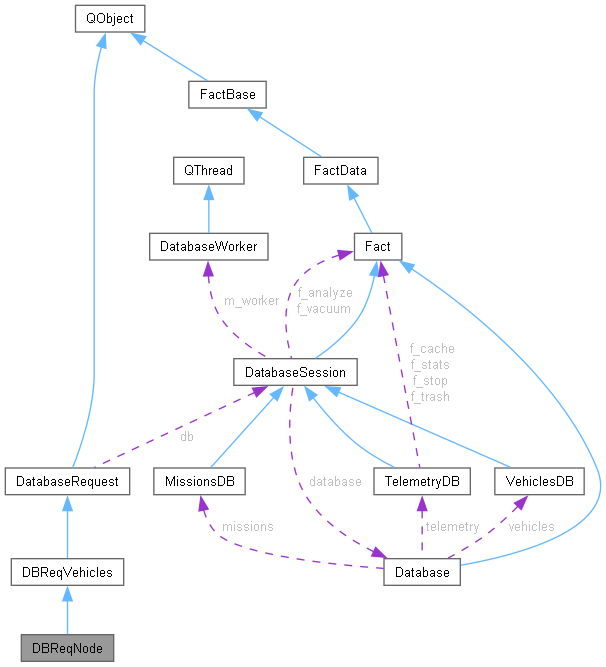 QObject
FactBase
QThread
FactData
DatabaseWorker
Fact
m_worker
f_analyze
f_vacuum
f_cache
f_stats
f_stop
f_trash
DatabaseSession
db
DatabaseRequest
MissionsDB
database
TelemetryDB
VehiclesDB
missions
telemetry
vehicles
DBReqVehicles
Database
DBReqNode